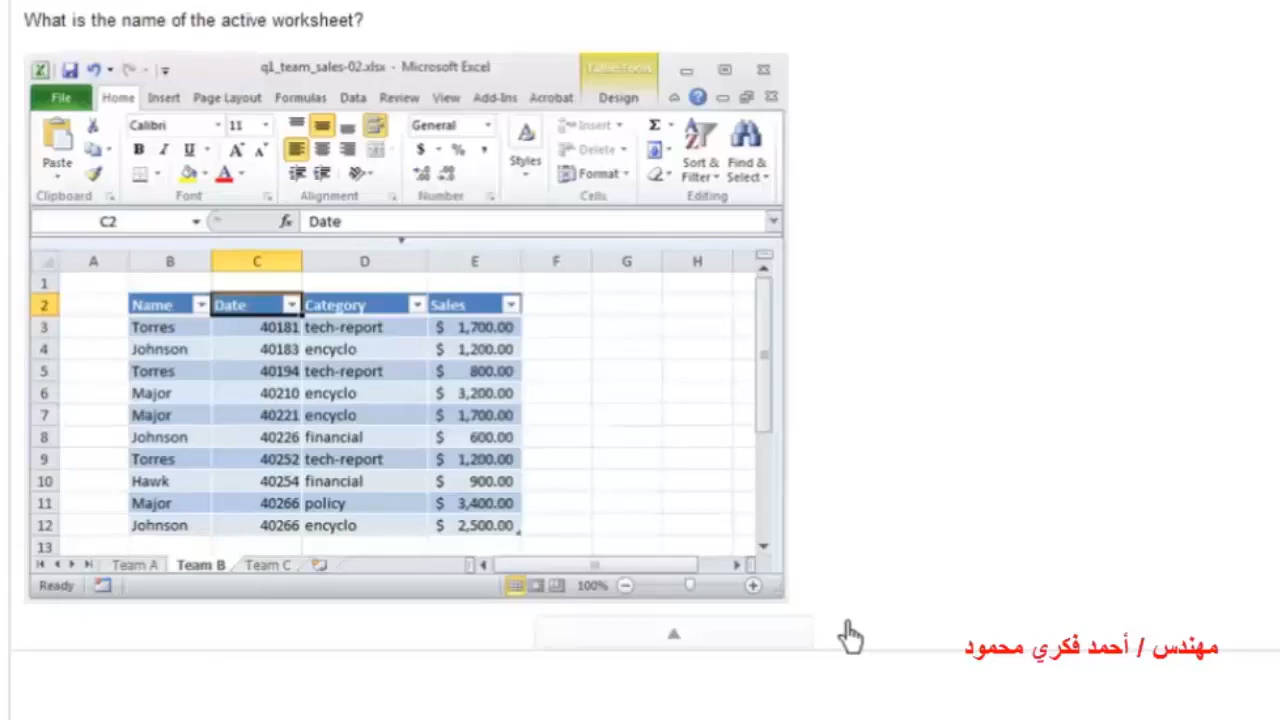 What is the name of the active worksheet?
q1_team_sales-02.xlsx - Microsoft Excel Table Tools
File Home Insert Page Layout Formulas Data Review View Add-Ins Acrobat Design
Calibri 11 General Insert Σ
Paste B I U A A $ % , Styles Delete Sort & Filter Find & Select
A Format
Clipboard Font Alignment Number Cells Editing
C2 fx Date
A B C D E F G H
1
2 Name Date Category Sales
3 Torres 40181 tech-report $ 1,700.00
4 Johnson 40183 encyclo $ 1,200.00
5 Torres 40194 tech-report $ 800.00
6 Major 40210 encyclo $ 3,200.00
7 Major 40221 encyclo $ 1,700.00
8 Johnson 40226 financial $ 600.00
9 Torres 40252 tech-report $ 1,200.00
10 Hawk 40254 financial $ 900.00
11 Major 40266 policy $ 3,400.00
12 Johnson 40266 encyclo $ 2,500.00
13
Team A Team B Team C
Ready 100%
مهندس / أحمد فكري محمود